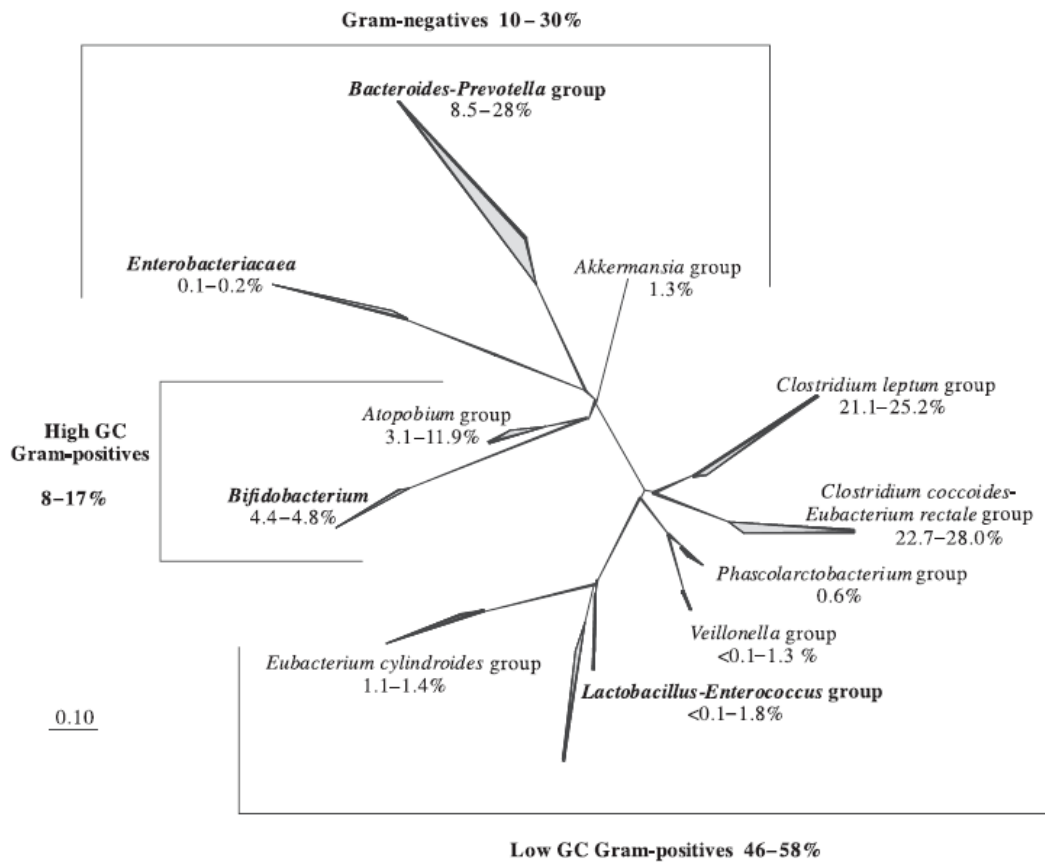 Gram-negatives 10–30%
Bacteroides-Prevotella group
8.5–28%
Enterobacteriacaea
0.1–0.2%
Akkermansia group
1.3%
High GC
Gram-positives
8–17%
Atopobium group
3.1–11.9%
Bifidobacterium
4.4–4.8%
Clostridium leptum group
21.1–25.2%
Clostridium coccoides-
Eubacterium rectale group
22.7–28.0%
Phascolarctobacterium group
0.6%
Veillonella group
<0.1–1.3 %
Eubacterium cylindroides group
1.1–1.4%
Lactobacillus-Enterococcus group
<0.1–1.8%
0.10
Low GC Gram-positives 46–58%